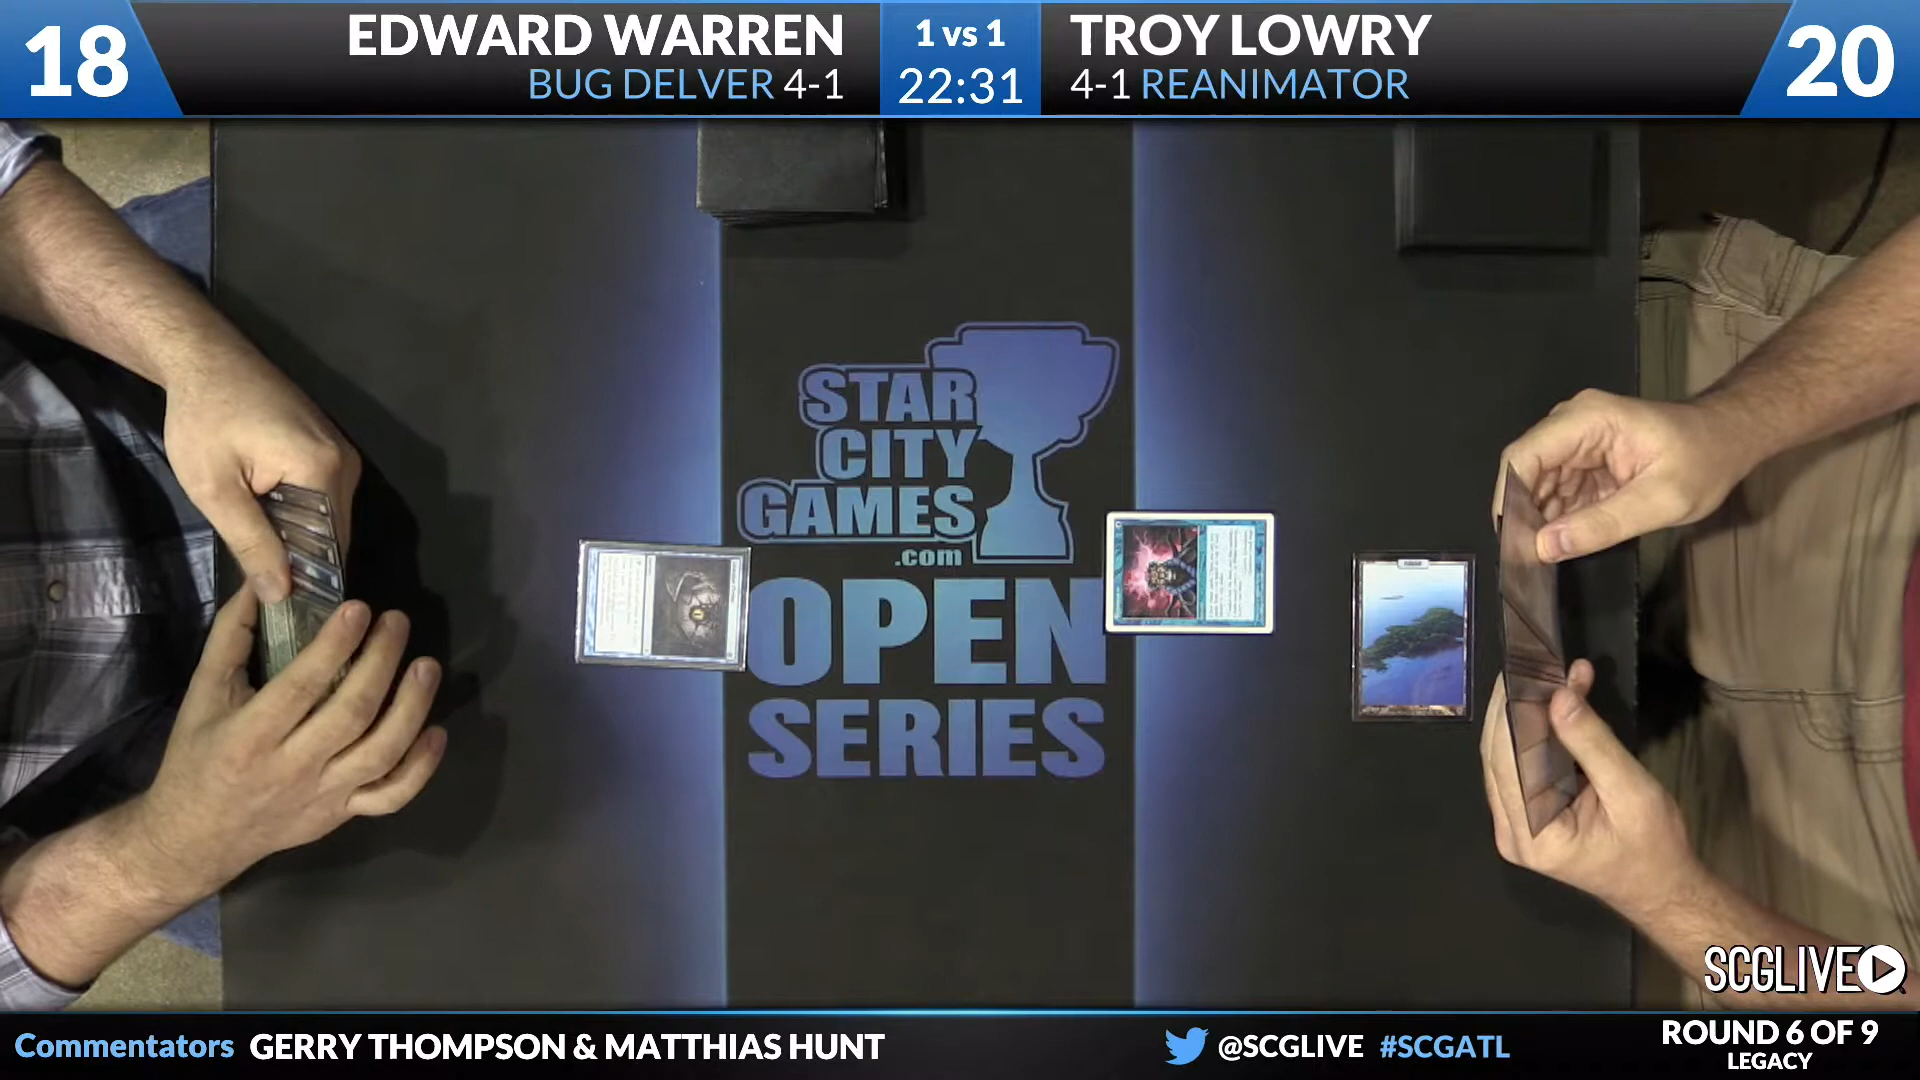 18
EDWARD WARREN
BUG DELVER 4-1
1 vs 1
22:31
TROY LOWRY
4-1 REANIMATOR
20
STAR
CITY
GAMES
.com
OPEN
SERIES
SCGLIVE
Commentators GERRY THOMPSON & MATTHIAS HUNT
@SCGLIVE #SCGATL
ROUND 6 OF 9
LEGACY